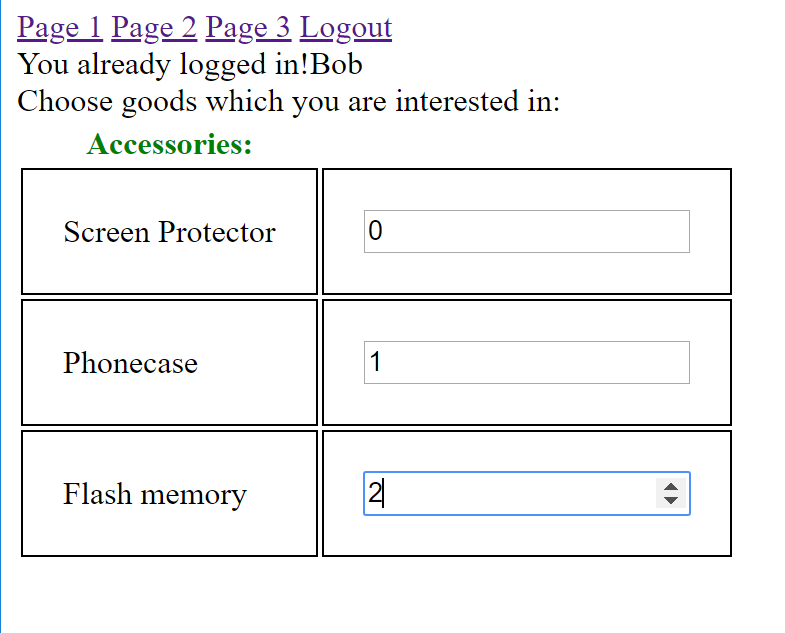 Page 1 Page 2 Page 3 Logout
You already logged in!Bob
Choose goods which you are interested in:
Accessories:
Screen Protector 0
Phonecase 1
Flash memory 2